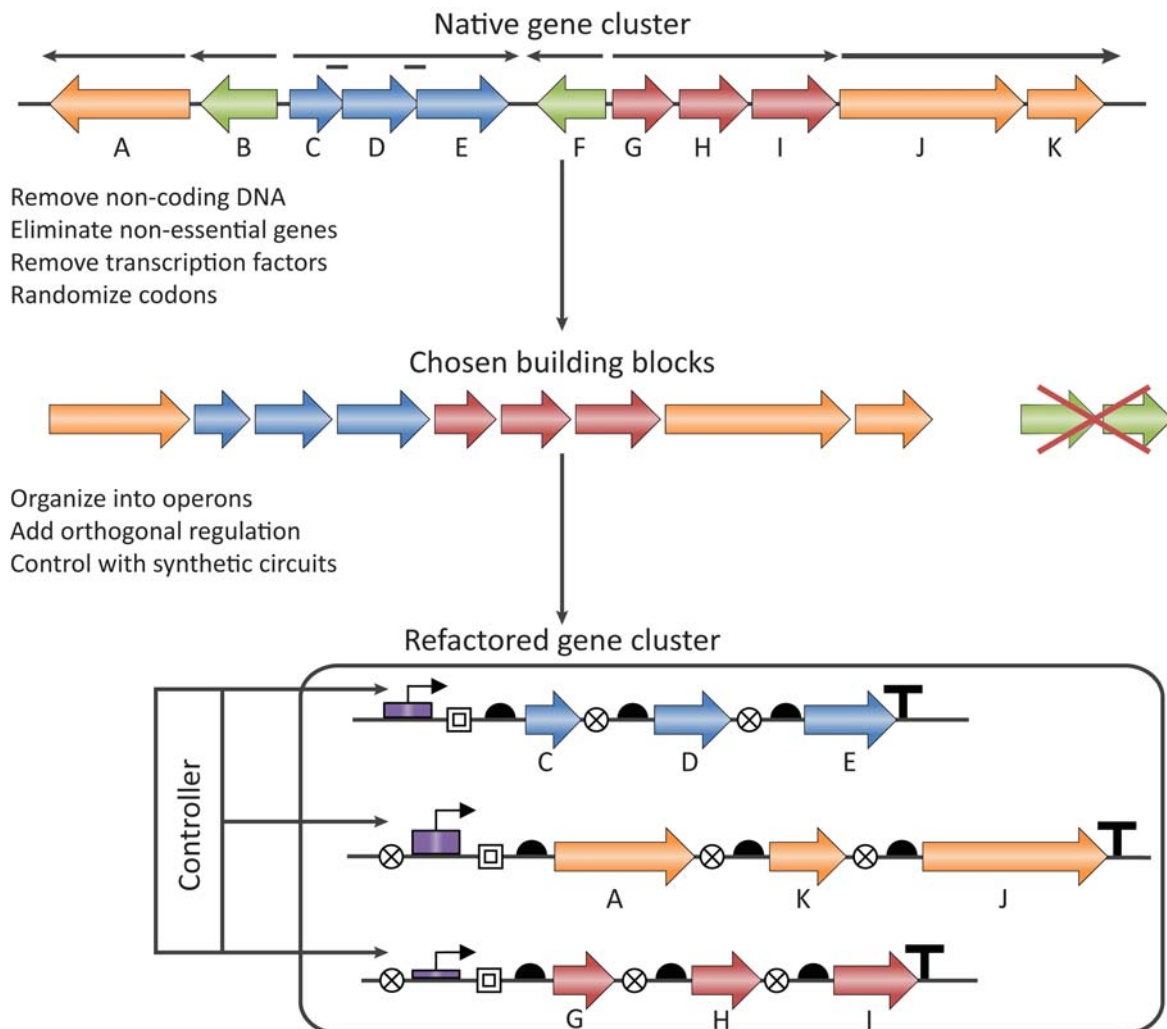 Native gene cluster
A B C D E F G H I J K
Remove non-coding DNA
Eliminate non-essential genes
Remove transcription factors
Randomize codons
Chosen building blocks
Organize into operons
Add orthogonal regulation
Control with synthetic circuits
Refactored gene cluster
Controller
C D E
A K J
G H I